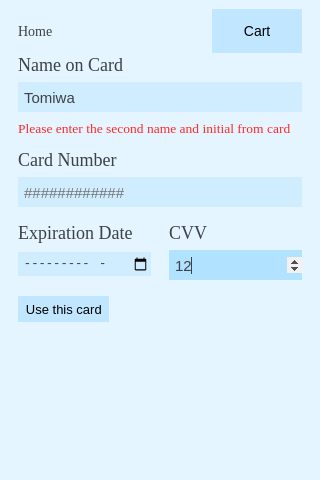 Home
Cart
Name on Card
Tomiwa
Please enter the second name and initial from card
Card Number
############
Expiration Date
CVV
--------- -
12
Use this card